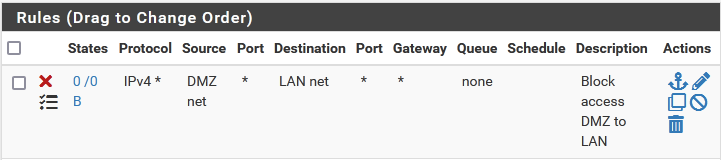 Rules (Drag to Change Order)
States Protocol Source Port Destination Port Gateway Queue Schedule Description Actions
0 /0 IPv4 * DMZ * LAN net * * none Block
B net access
DMZ to
LAN